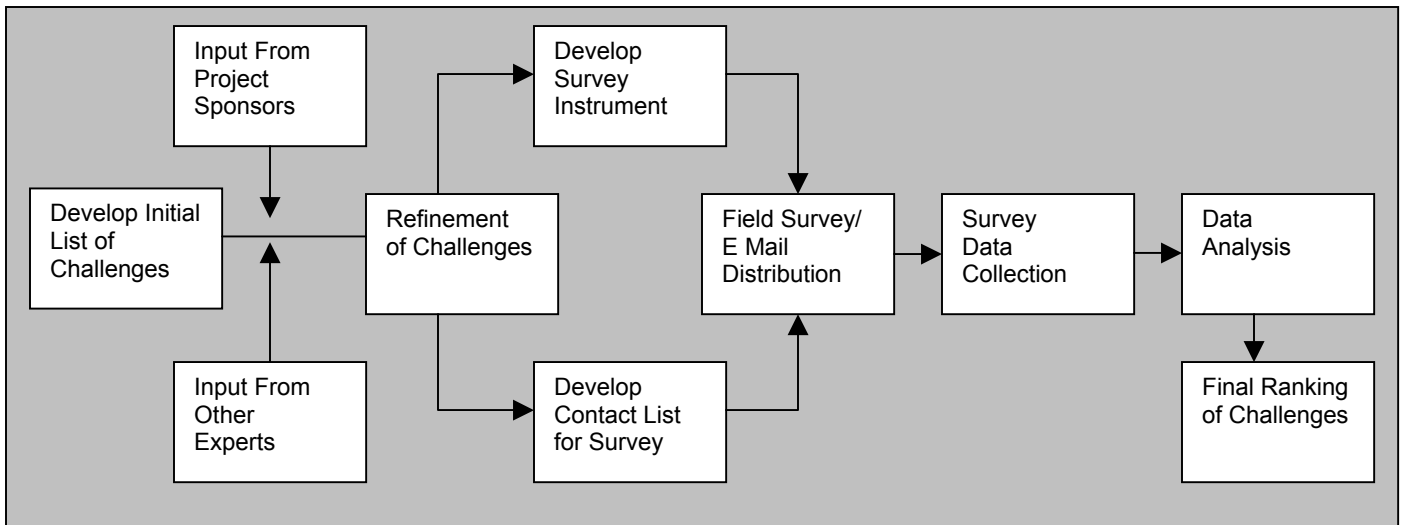 Input From
Project
Sponsors
Develop
Survey
Instrument
Develop Initial
List of
Challenges
Refinement
of Challenges
Field Survey/
E Mail
Distribution
Survey
Data
Collection
Data
Analysis
Input From
Other
Experts
Develop
Contact List
for Survey
Final Ranking
of Challenges